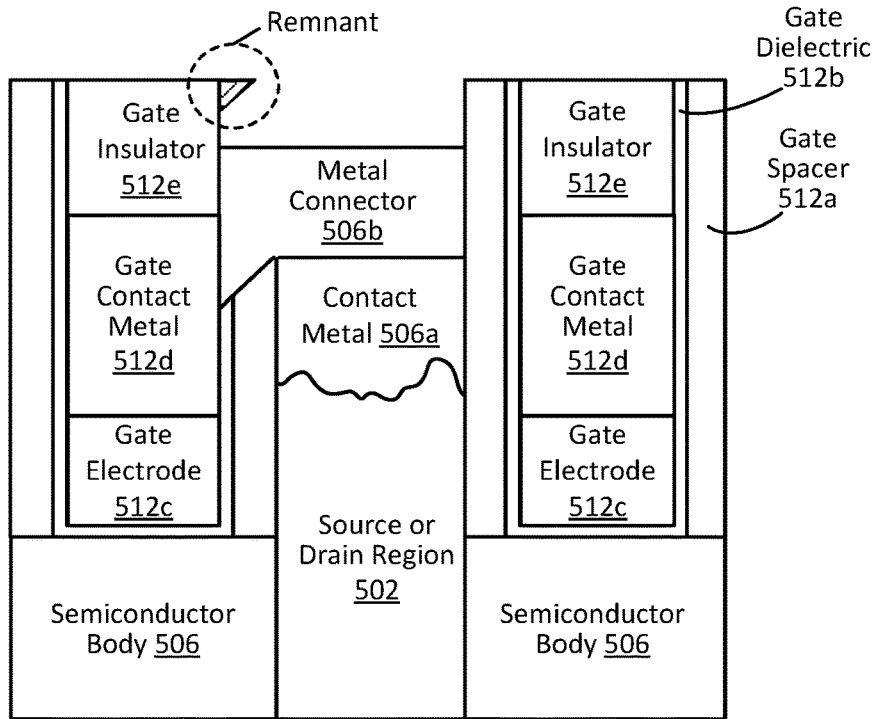 Remnant
Gate
Dielectric
512b
Gate
Spacer
512a
Gate
Insulator
512e
Metal
Connector
506b
Gate
Insulator
512e
Gate
Contact
Metal
512d
Contact
Metal 506a
Gate
Contact
Metal
512d
Gate
Electrode
512c
Gate
Electrode
512c
Source or
Drain Region
502
Semiconductor
Body 506
Semiconductor
Body 506